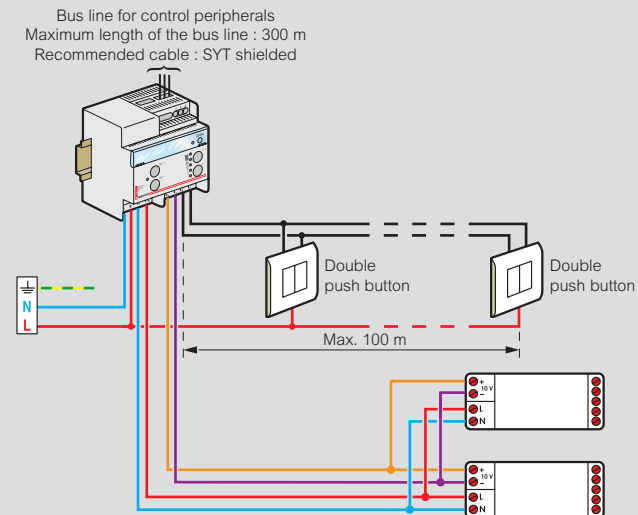 Bus line for control peripherals
Maximum length of the bus line : 300 m
Recommended cable : SYT shielded
Double
push button
Double
push button
N
L
Max. 100 m
+
10 V
−
L
N
+
10 V
−
L
N